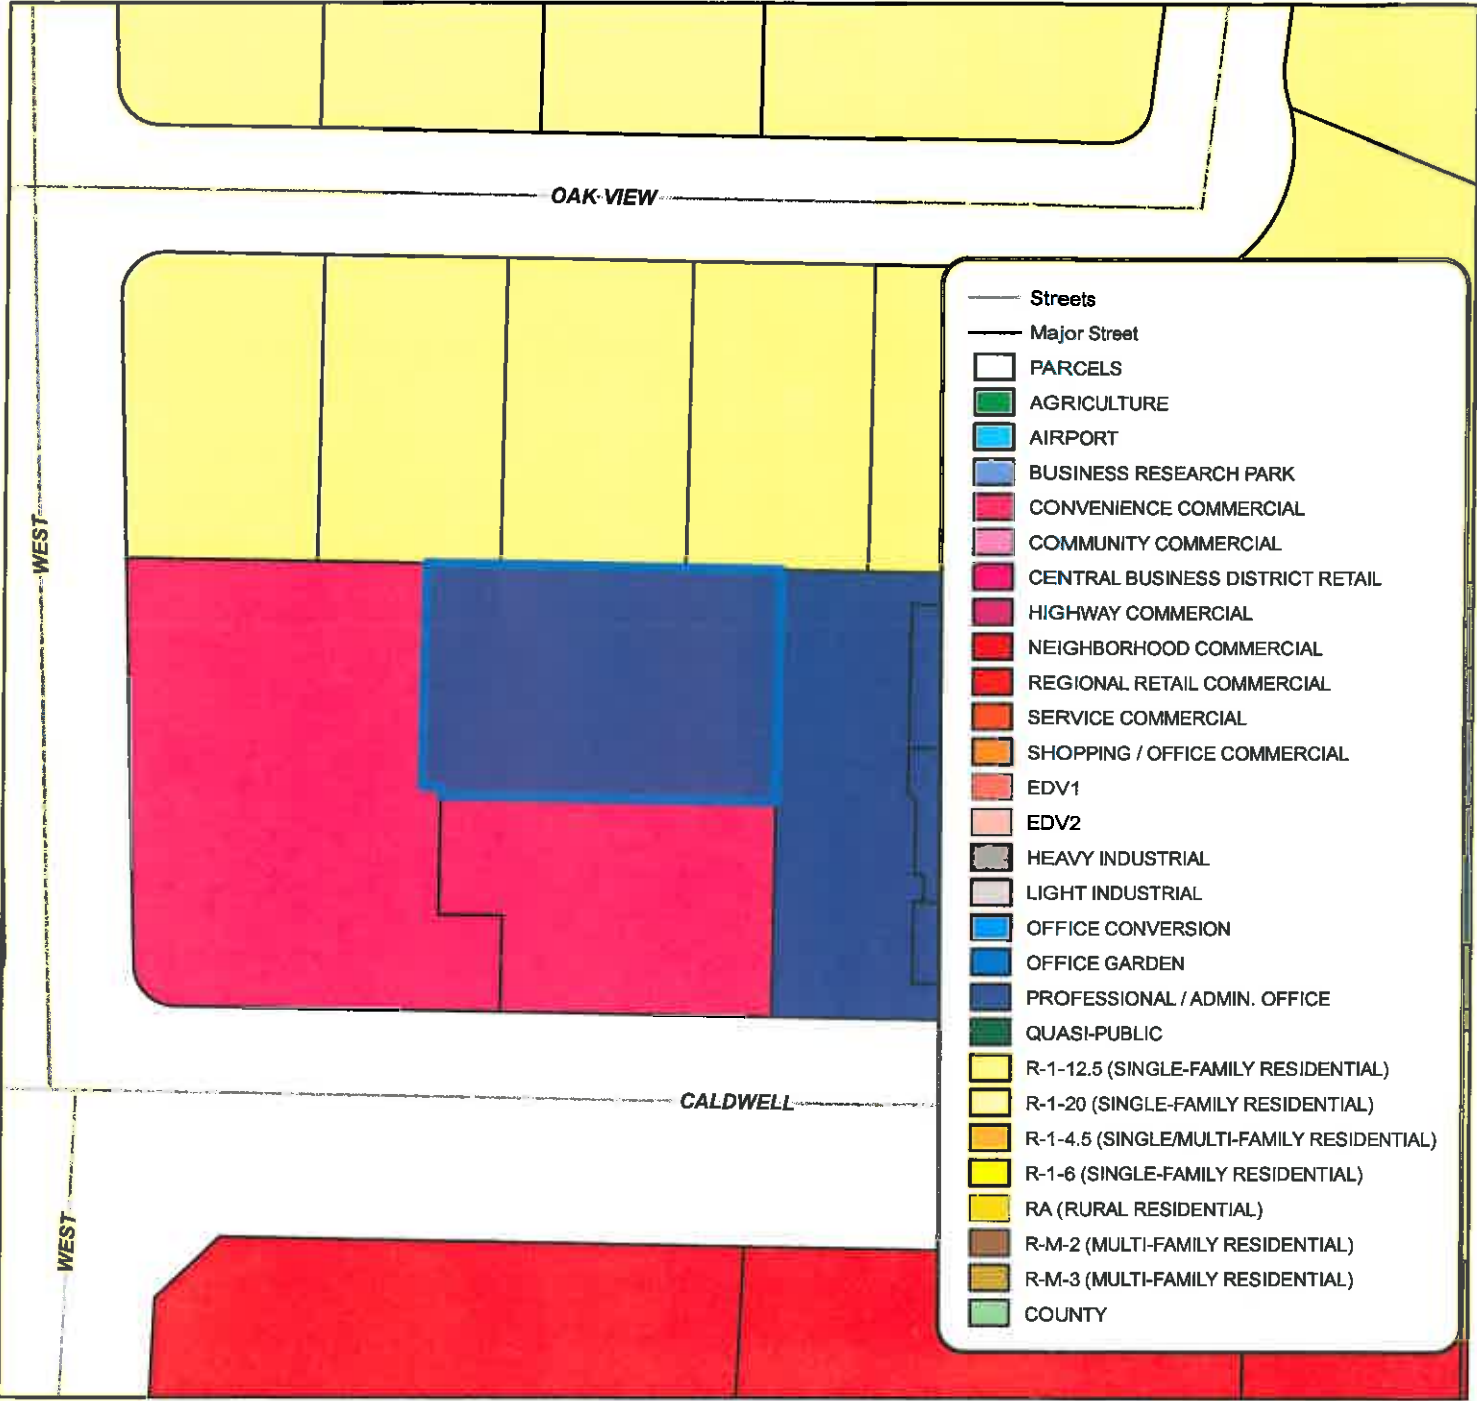 OAK VIEW
WEST
Streets
Major Street
PARCELS
AGRICULTURE
AIRPORT
BUSINESS RESEARCH PARK
CONVENIENCE COMMERCIAL
COMMUNITY COMMERCIAL
CENTRAL BUSINESS DISTRICT RETAIL
HIGHWAY COMMERCIAL
NEIGHBORHOOD COMMERCIAL
REGIONAL RETAIL COMMERCIAL
SERVICE COMMERCIAL
SHOPPING / OFFICE COMMERCIAL
EDV1
EDV2
HEAVY INDUSTRIAL
LIGHT INDUSTRIAL
OFFICE CONVERSION
OFFICE GARDEN
PROFESSIONAL / ADMIN. OFFICE
QUASI-PUBLIC
R-1-12.5 (SINGLE-FAMILY RESIDENTIAL)
R-1-20 (SINGLE-FAMILY RESIDENTIAL)
R-1-4.5 (SINGLE/MULTI-FAMILY RESIDENTIAL)
R-1-6 (SINGLE-FAMILY RESIDENTIAL)
RA (RURAL RESIDENTIAL)
R-M-2 (MULTI-FAMILY RESIDENTIAL)
R-M-3 (MULTI-FAMILY RESIDENTIAL)
COUNTY
CALDWELL
WEST